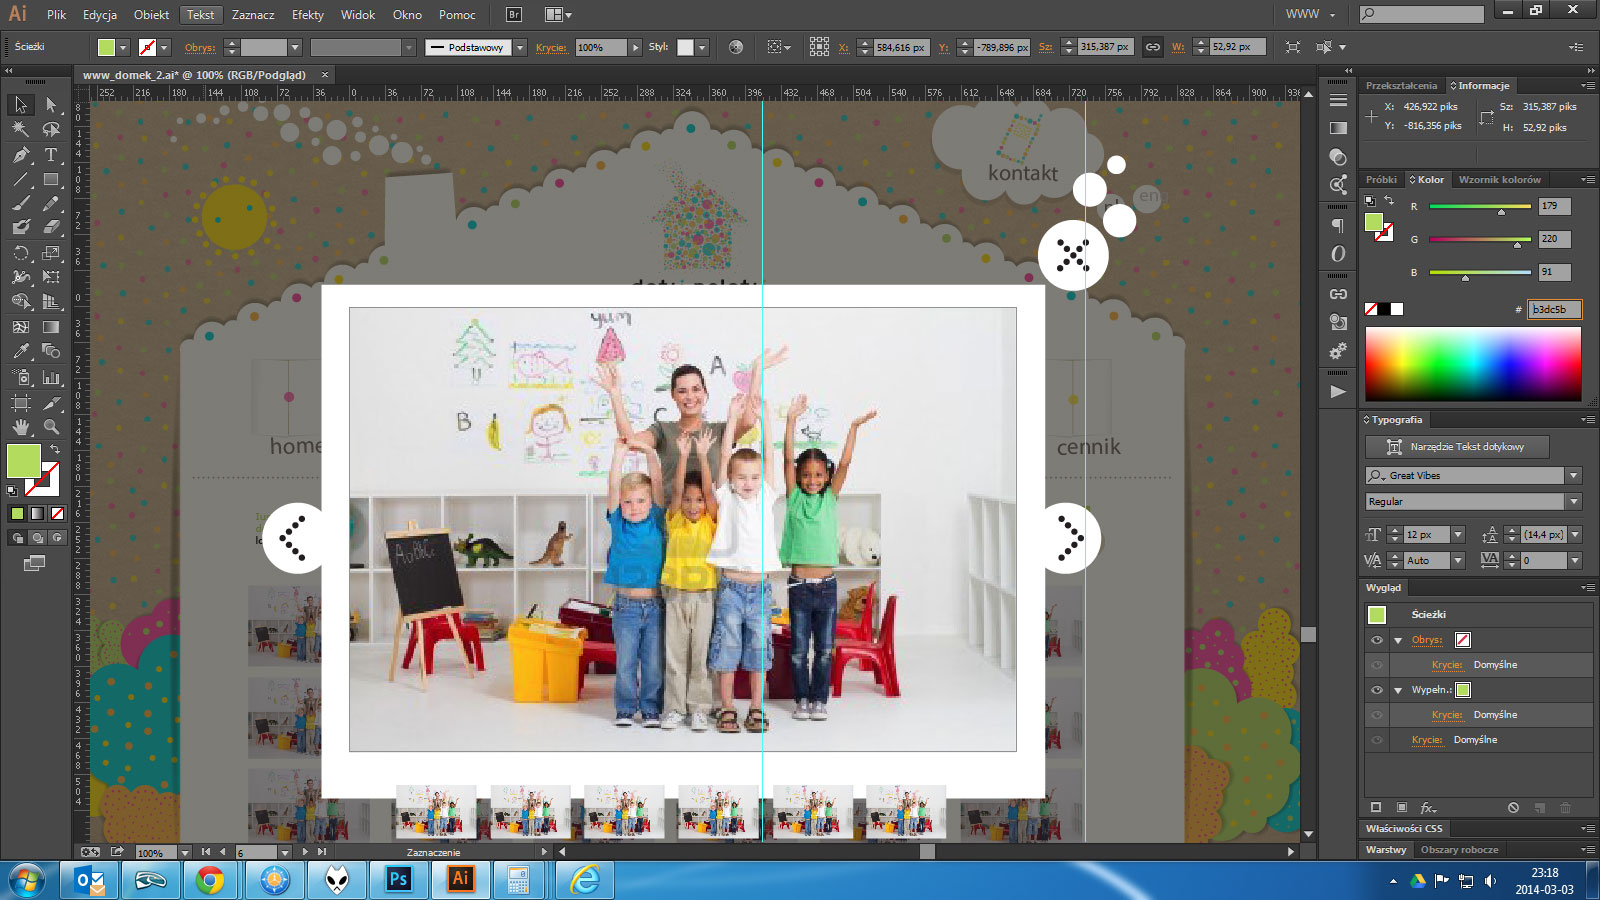 Ai Plik Edycja Obiekt Tekst Zaznacz Efekty Widok Okno Pomoc Br WWW
Ścieżki Obrys: Podstawowy Krycie: 100% Styl: X: 584,616 px Y: -789,896 px Sz: 315,387 px W: 52,92 px
www_domek_2.ai* @ 100% (RGB/Podgląd) ×
252 216 180 144 108 72 36 0 36 72 108 144 180 216 252 288 324 360 396 432 468 504 540 576 612 648 684 720 756 792 828 864 900 936
Przekształcenia Informacje
X: 426,922 piks Sz: 315,387 piks
Y: -816,356 piks H: 52,92 piks
Próbki Kolor Wzornik kolorów
R 179
G 220
B 91
# b3dc5b
Typografia
Narzędzie Tekst dotykowy
Great Vibes
Regular
12 px (14,4 px)
Auto 0
Wygląd
Ścieżki
Obrys:
Krycie: Domyślne
Wypełn.:
Krycie: Domyślne
Krycie: Domyślne
fx
Właściwości CSS
Warstwy Obszary robocze
kontakt
eng
home
cennik
yum
A
B
C
100% 6 Zaznaczenie
Ps Ai
23:18
2014-03-03